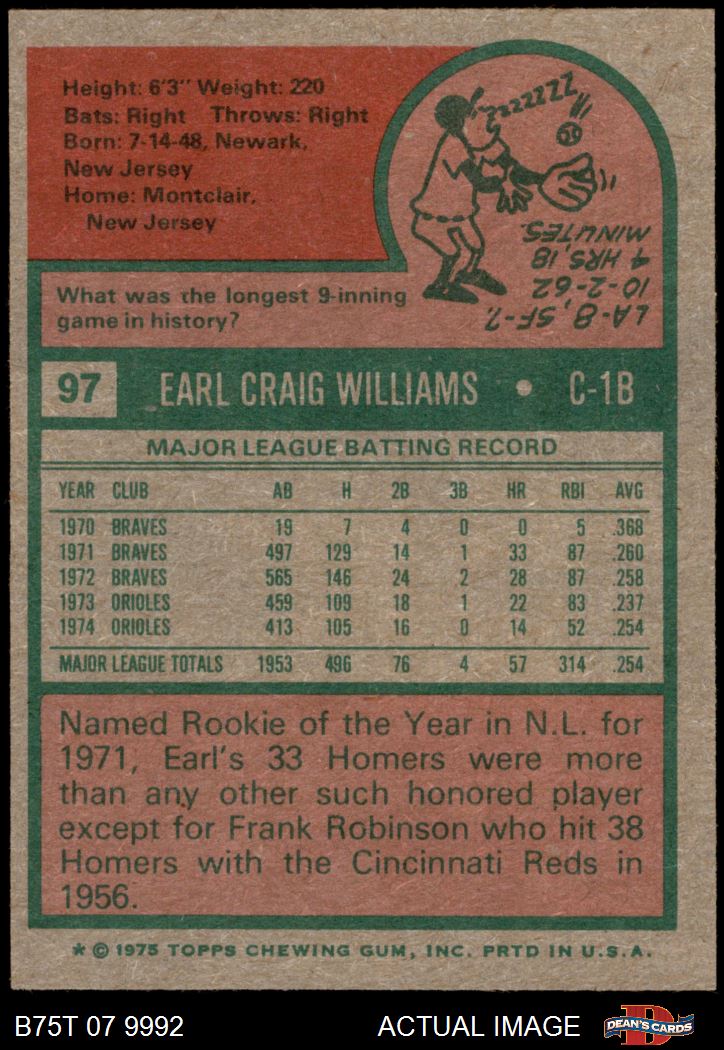 Height: 6'3" Weight: 220
Bats: Right Throws: Right
Born: 7-14-48, Newark,
New Jersey
Home: Montclair,
New Jersey
ZZZZZZZ
What was the longest 9-inning
game in history?
LA-8, SF-7.
10-2-62
4 HRS, 18
MINUTES.
97 EARL CRAIG WILLIAMS • C-1B
MAJOR LEAGUE BATTING RECORD
YEAR CLUB AB H 2B 3B HR RBI AVG
1970 BRAVES 19 7 4 0 0 5 .368
1971 BRAVES 497 129 14 1 33 87 .260
1972 BRAVES 565 146 24 2 28 87 .258
1973 ORIOLES 459 109 18 1 22 83 .237
1974 ORIOLES 413 105 16 0 14 52 .254
MAJOR LEAGUE TOTALS 1953 496 76 4 57 314 .254
Named Rookie of the Year in N.L. for
1971, Earl's 33 Homers were more
than any other such honored player
except for Frank Robinson who hit 38
Homers with the Cincinnati Reds in
1956.
* © 1975 TOPPS CHEWING GUM, INC. PRTD IN U.S.A.
B75T 07 9992 ACTUAL IMAGE DEAN'S CARDS